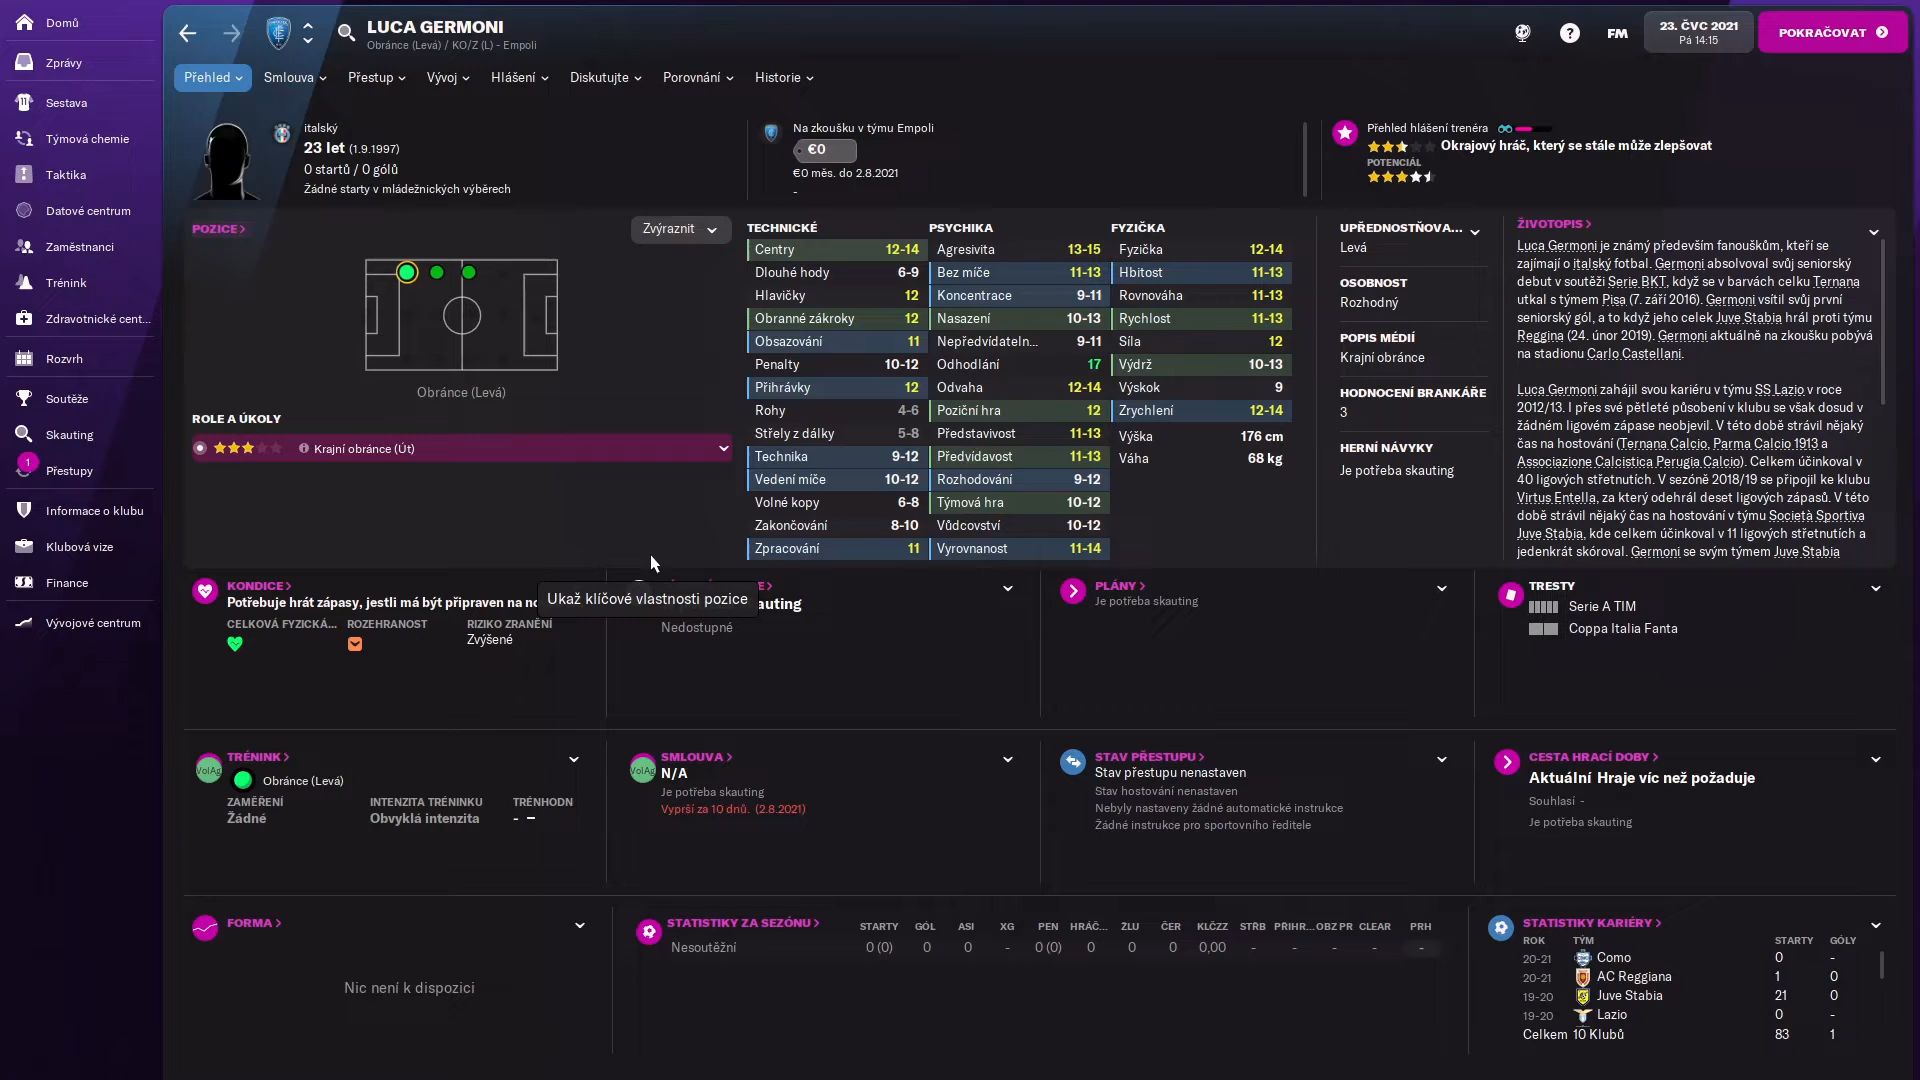 Domů
Zprávy
Sestava
Týmová chemie
Taktika
Datové centrum
Zaměstnanci
Trénink
Zdravotnické cent...
Rozvrh
Soutěže
Skauting
1
Přestupy
Informace o klubu
Klubová vize
Finance
Vývojové centrum
LUCA GERMONI
Obránce (Levá) / KO/Z (L) - Empoli
FM
23. ČVC 2021
Pá 14:15
POKRAČOVAT
Přehled Smlouva Přestup Vývoj Hlášení Diskutujte Porovnání Historie
italský
23 let (1.9.1997)
0 startů / 0 gólů
Žádné starty v mládežnických výběrech
Na zkoušku v týmu Empoli
€0
€0 měs. do 2.8.2021
-
Přehled hlášení trenéra
Okrajový hráč, který se stále může zlepšovat
POTENCIÁL
POZICE
Zvýraznit
Obránce (Levá)
ROLE A ÚKOLY
Krajní obránce (Út)
TECHNICKÉ
Centry 12-14
Dlouhé hody 6-9
Hlavičky 12
Obranné zákroky 12
Obsazování 11
Penalty 10-12
Přihrávky 12
Rohy 4-6
Střely z dálky 5-8
Technika 9-12
Vedení míče 10-12
Volné kopy 6-8
Zakončování 8-10
Zpracování 11
PSYCHIKA
Agresivita 13-15
Bez míče 11-13
Koncentrace 9-11
Nasazení 10-13
Nepředvídateln... 9-11
Odhodlání 17
Odvaha 12-14
Poziční hra 12
Představivost 11-13
Předvídavost 11-13
Rozhodování 9-12
Týmová hra 10-12
Vůdcovství 10-12
Vyrovnanost 11-14
FYZIČKA
Fyzička 12-14
Hbitost 11-13
Rovnováha 11-13
Rychlost 11-13
Síla 12
Výdrž 10-13
Výskok 9
Zrychlení 12-14
Výška 176 cm
Váha 68 kg
UPŘEDNOSTŇOVA...
Levá
OSOBNOST
Rozhodný
POPIS MÉDIÍ
Krajní obránce
HODNOCENÍ BRANKÁŘE
3
HERNÍ NÁVYKY
Je potřeba skauting
ŽIVOTOPIS
Luca Germoni je známý především fanouškům, kteří se
zajímají o italský fotbal. Germoni absolvoval svůj seniorský
debut v soutěži Serie BKT, když se v barvách celku Ternana
utkal s týmem Pisa (7. září 2016). Germoni vsítil svůj první
seniorský gól, a to když jeho celek Juve Stabia hrál proti týmu
Reggina (24. únor 2019). Germoni aktuálně na zkoušku pobývá
na stadionu Carlo Castellani.
Luca Germoni zahájil svou kariéru v týmu SS Lazio v roce
2012/13. I přes své pětileté působení v klubu se však dosud v
žádném ligovém zápase neobjevil. V této době strávil nějaký
čas na hostování (Ternana Calcio, Parma Calcio 1913 a
Associazione Calcistica Perugia Calcio). Celkem účinkoval v
40 ligových střetnutích. V sezóně 2018/19 se připojil ke klubu
Virtus Entella, za který odehrál deset ligových zápasů. V této
době strávil nějaký čas na hostování v týmu Società Sportiva
Juve Stabia, kde celkem účinkoval v 11 ligových střetnutích a
jedenkrát skóroval. Germoni se svým týmem Juve Stabia
KONDICE
Potřebuje hrát zápasy, jestli má být připraven na no
CELKOVÁ FYZICKÁ... ROZEHRANOST RIZIKO ZRANĚNÍ
Zvýšené
Ukaž klíčové vlastnosti pozice
E
auting
Nedostupné
PLÁNY
Je potřeba skauting
TRESTY
Serie A TIM
Coppa Italia Fanta
TRÉNINK
VolAg
Obránce (Levá)
ZAMĚŘENÍ INTENZITA TRÉNINKU TRÉNHODN
Žádné Obvyklá intenzita - –
SMLOUVA
VolAg
N/A
Je potřeba skauting
Vyprší za 10 dnů. (2.8.2021)
STAV PŘESTUPU
Stav přestupu nenastaven
Stav hostování nenastaven
Nebyly nastaveny žádné automatické instrukce
Žádné instrukce pro sportovního ředitele
CESTA HRACÍ DOBY
Aktuální Hraje víc než požaduje
Souhlasí -
Je potřeba skauting
FORMA
Nic není k dispozici
STATISTIKY ZA SEZÓNU STARTY GÓL ASI XG PEN HRÁČ... ŽLU ČER KLČZZ STŘB PŘIHR... OBZ PR CLEAR PRH
Nesoutěžní 0 (0) 0 0 - 0 (0) 0 0 0 0,00 - - - - -
STATISTIKY KARIÉRY
ROK TÝM STARTY GÓLY
20-21 Como 0 -
20-21 AC Reggiana 1 0
19-20 Juve Stabia 21 0
19-20 Lazio 0 -
Celkem 10 Klubů 83 1